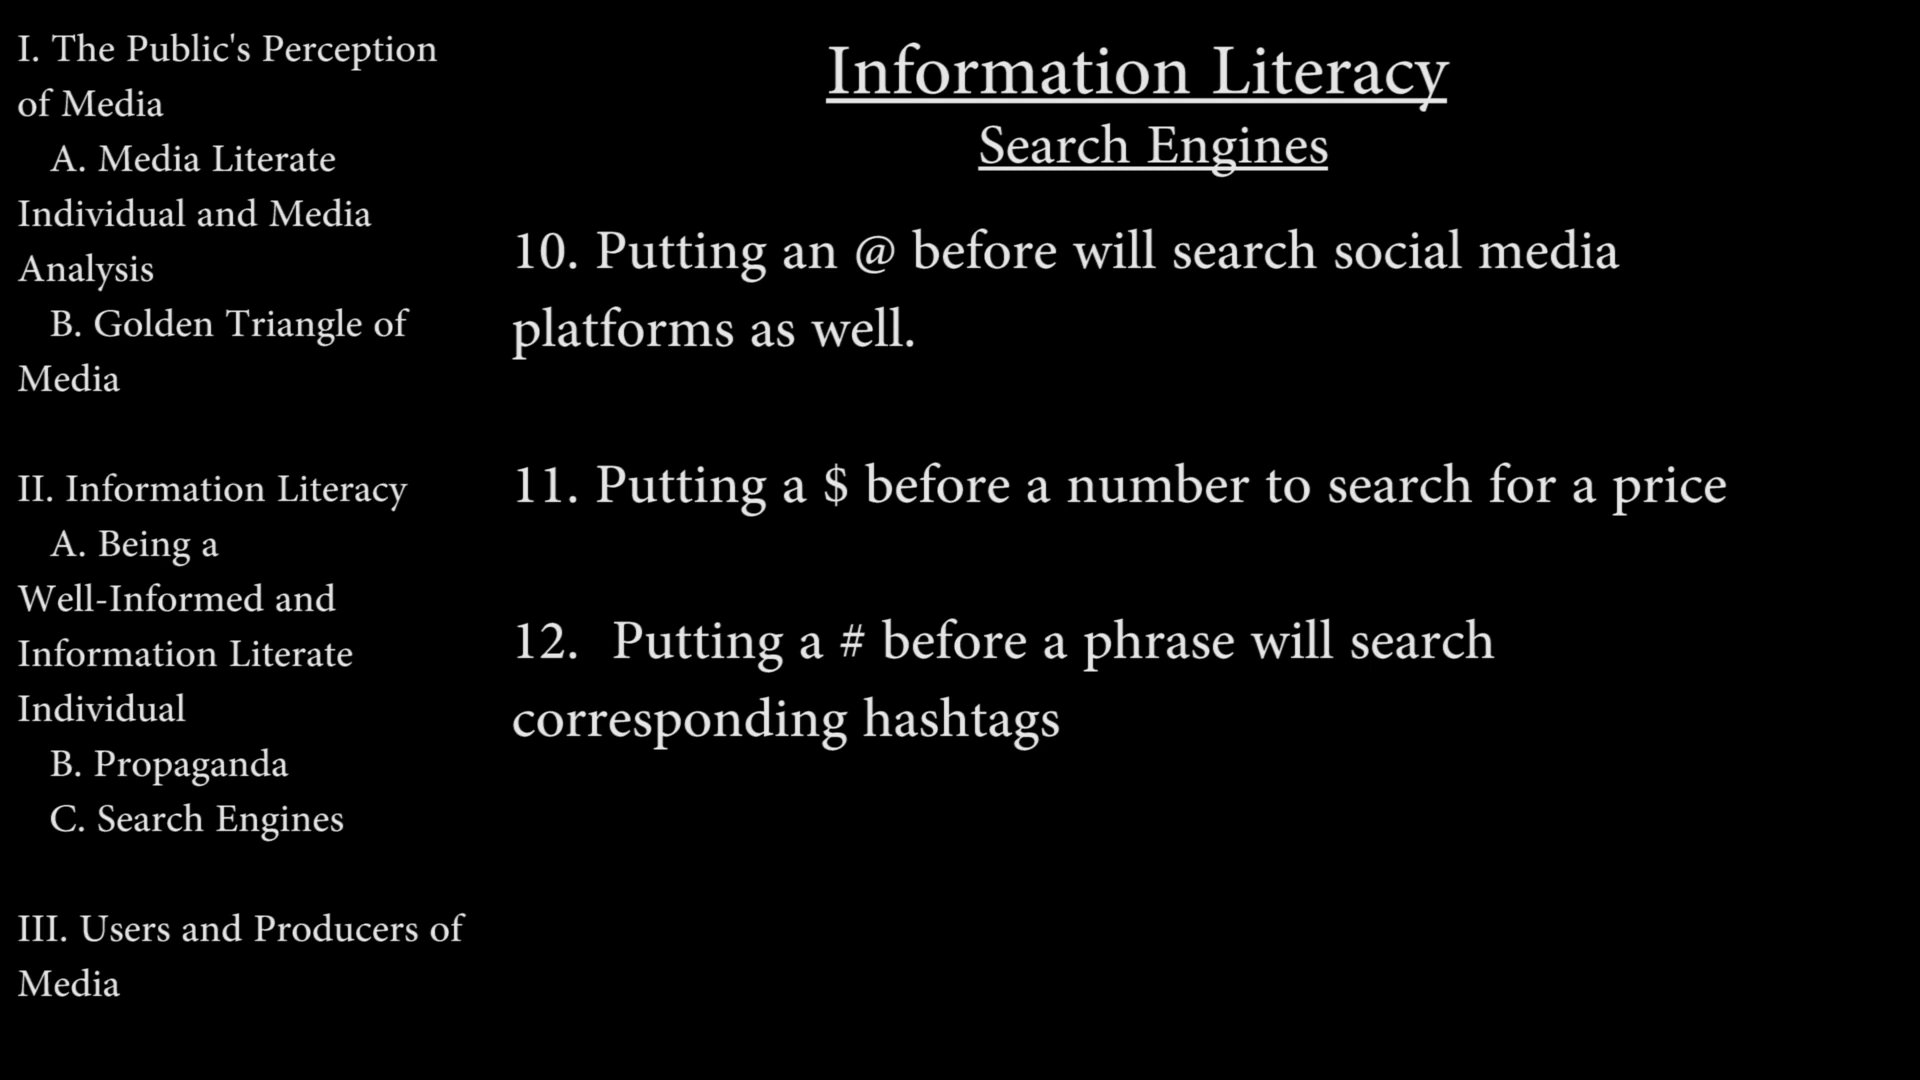 I. The Public's Perception
of Media
A. Media Literate
Individual and Media
Analysis
B. Golden Triangle of
Media
II. Information Literacy
A. Being a
Well-Informed and
Information Literate
Individual
B. Propaganda
C. Search Engines
III. Users and Producers of
Media
Information Literacy
Search Engines
10. Putting an @ before will search social media
platforms as well.
11. Putting a $ before a number to search for a price
12. Putting a # before a phrase will search
corresponding hashtags